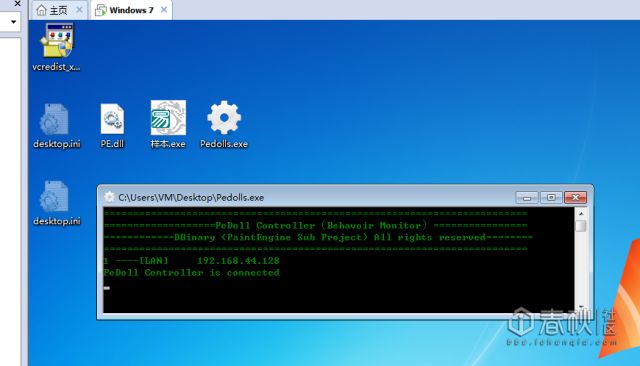 主页
Windows 7
vcredist_x...
desktop.ini
PE.dll
样本.exe
Pedolls.exe
desktop.ini
C:\Users\VM\Desktop\Pedolls.exe
===================PeDoll Controller (Behavoir Monitor) ================
------------DBinary (PaintEngine Sub Project) All rights reserved--------
1 ----[LAN] 192.168.44.128
PeDoll Controller is connected
春秋社区
bbs.ichunqiu.com